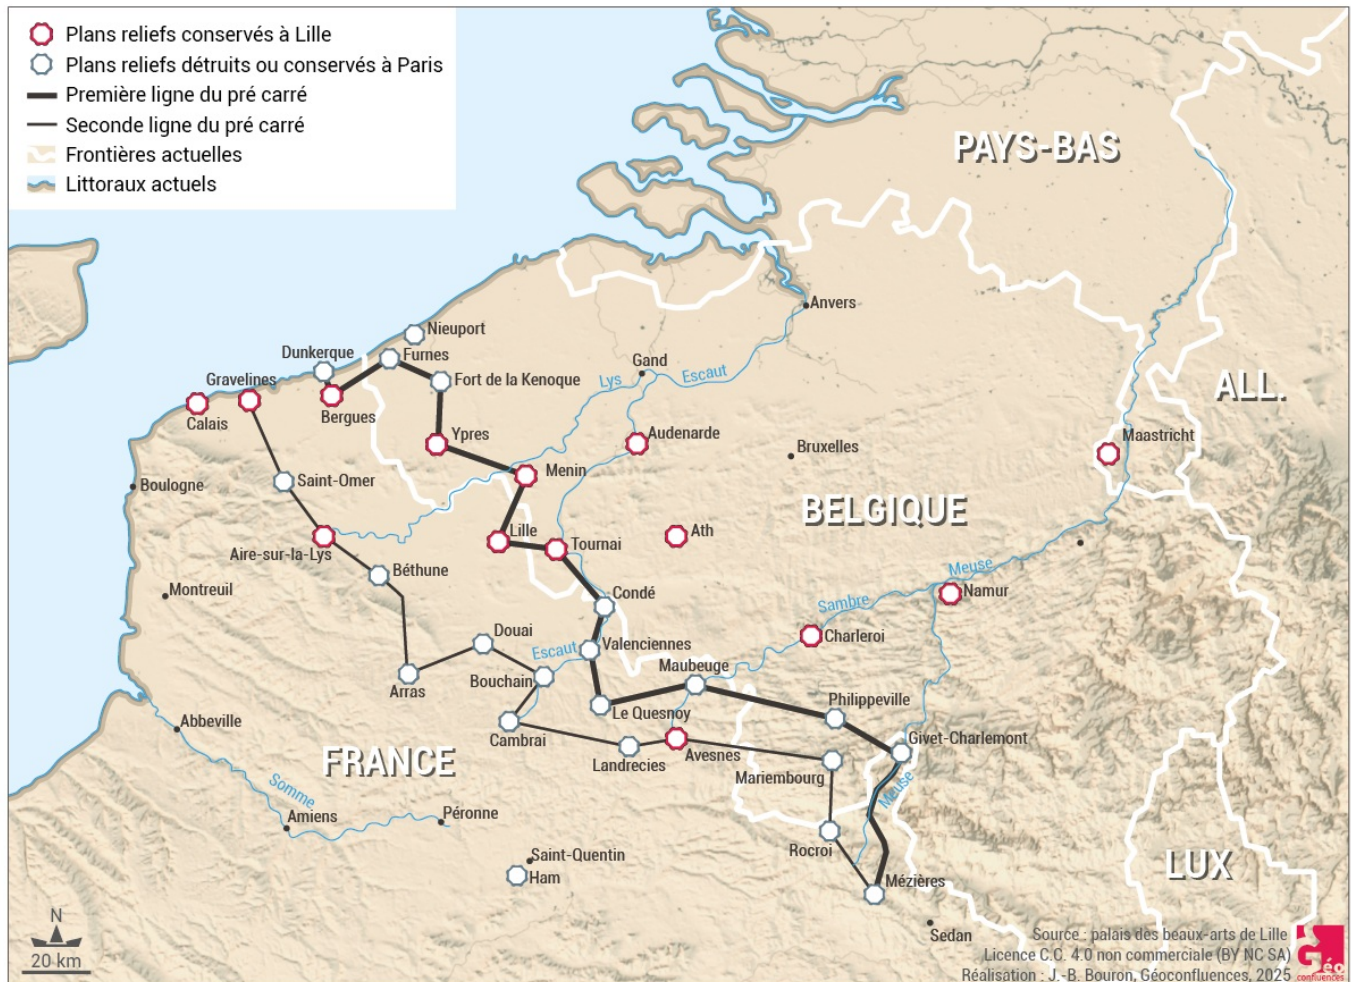 Plans reliefs conservés à Lille
Plans reliefs détruits ou conservés à Paris
Première ligne du pré carré
Seconde ligne du pré carré
Frontières actuelles
Littoraux actuels
PAYS-BAS
Anvers
Nieuport
Dunkerque
Furnes
Gand
Escaut
Lys
Gravelines
Fort de la Kenoque
ALL.
Calais
Bergues
Ypres
Audenarde
Maastricht
Bruxelles
Menin
Boulogne
Saint-Omer
BELGIQUE
Lille
Tournai
Ath
Aire-sur-la-Lys
Béthune
Meuse
Montreuil
Condé
Sambre
Namur
Douai
Escaut
Valenciennes
Charleroi
Maubeuge
Bouchain
Arras
Philippeville
Le Quesnoy
Abbeville
Cambrai
Givet-Charlemont
FRANCE
Landrecies
Avesnes
Mariembourg
Meuse
Somme
Amiens
Péronne
Rocroi
Saint-Quentin
Ham
LUX
Mézières
N
20 km
Sedan
Source : palais des beaux-arts de Lille
Licence C.C. 4.0 non commerciale (BY NC SA)
Réalisation : J.-B. Bouron, Géoconfluences, 2025
Géo
confluences